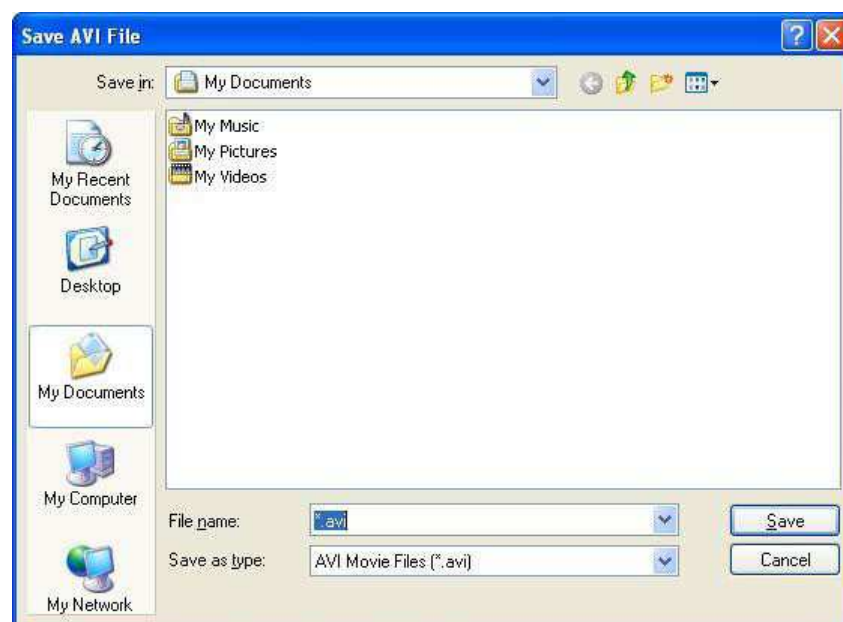 Save AVI File
Save in:
My Documents
My Recent
Documents
Desktop
My Documents
My Computer
My Network
My Music
My Pictures
My Videos
File name:
*.avi
Save
Save as type:
AVI Movie Files (*.avi)
Cancel